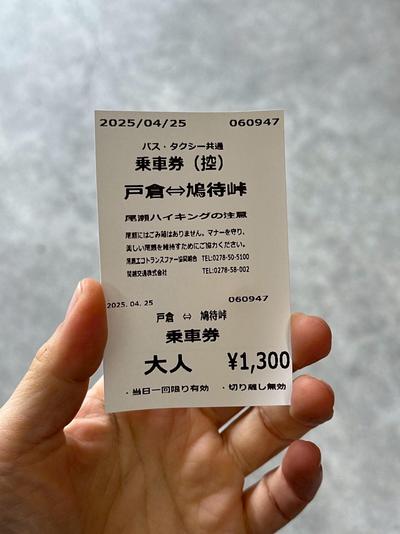 2025/04/25 060947
バス・タクシー共通
乗車券（控）
戸倉⇔鳩待峠
尾瀬ハイキングの注意
尾瀬にはごみ箱はありません。マナーを守り、
美しい尾瀬を維持するためにご協力ください。
尾瀬エコトランスファー協同組合 TEL:0278-50-5100
関越交通株式会社 TEL:0278-58-002
2025. 04. 25 060947
戸倉 ⇔ 鳩待峠
乗車券
大人 ¥1,300
・当日一回限り有効 ・切り離し無効